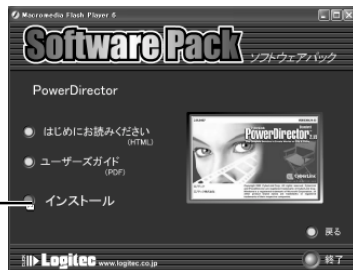 Macromedia Flash Player 6
Software Pack
ソフトウェアパック
PowerDirector
はじめにお読みください
(HTML)
ユーザーズガイド
(PDF)
インストール
PowerDirector
CyberLink
戻る
Logitec www.logitec.co.jp
終了